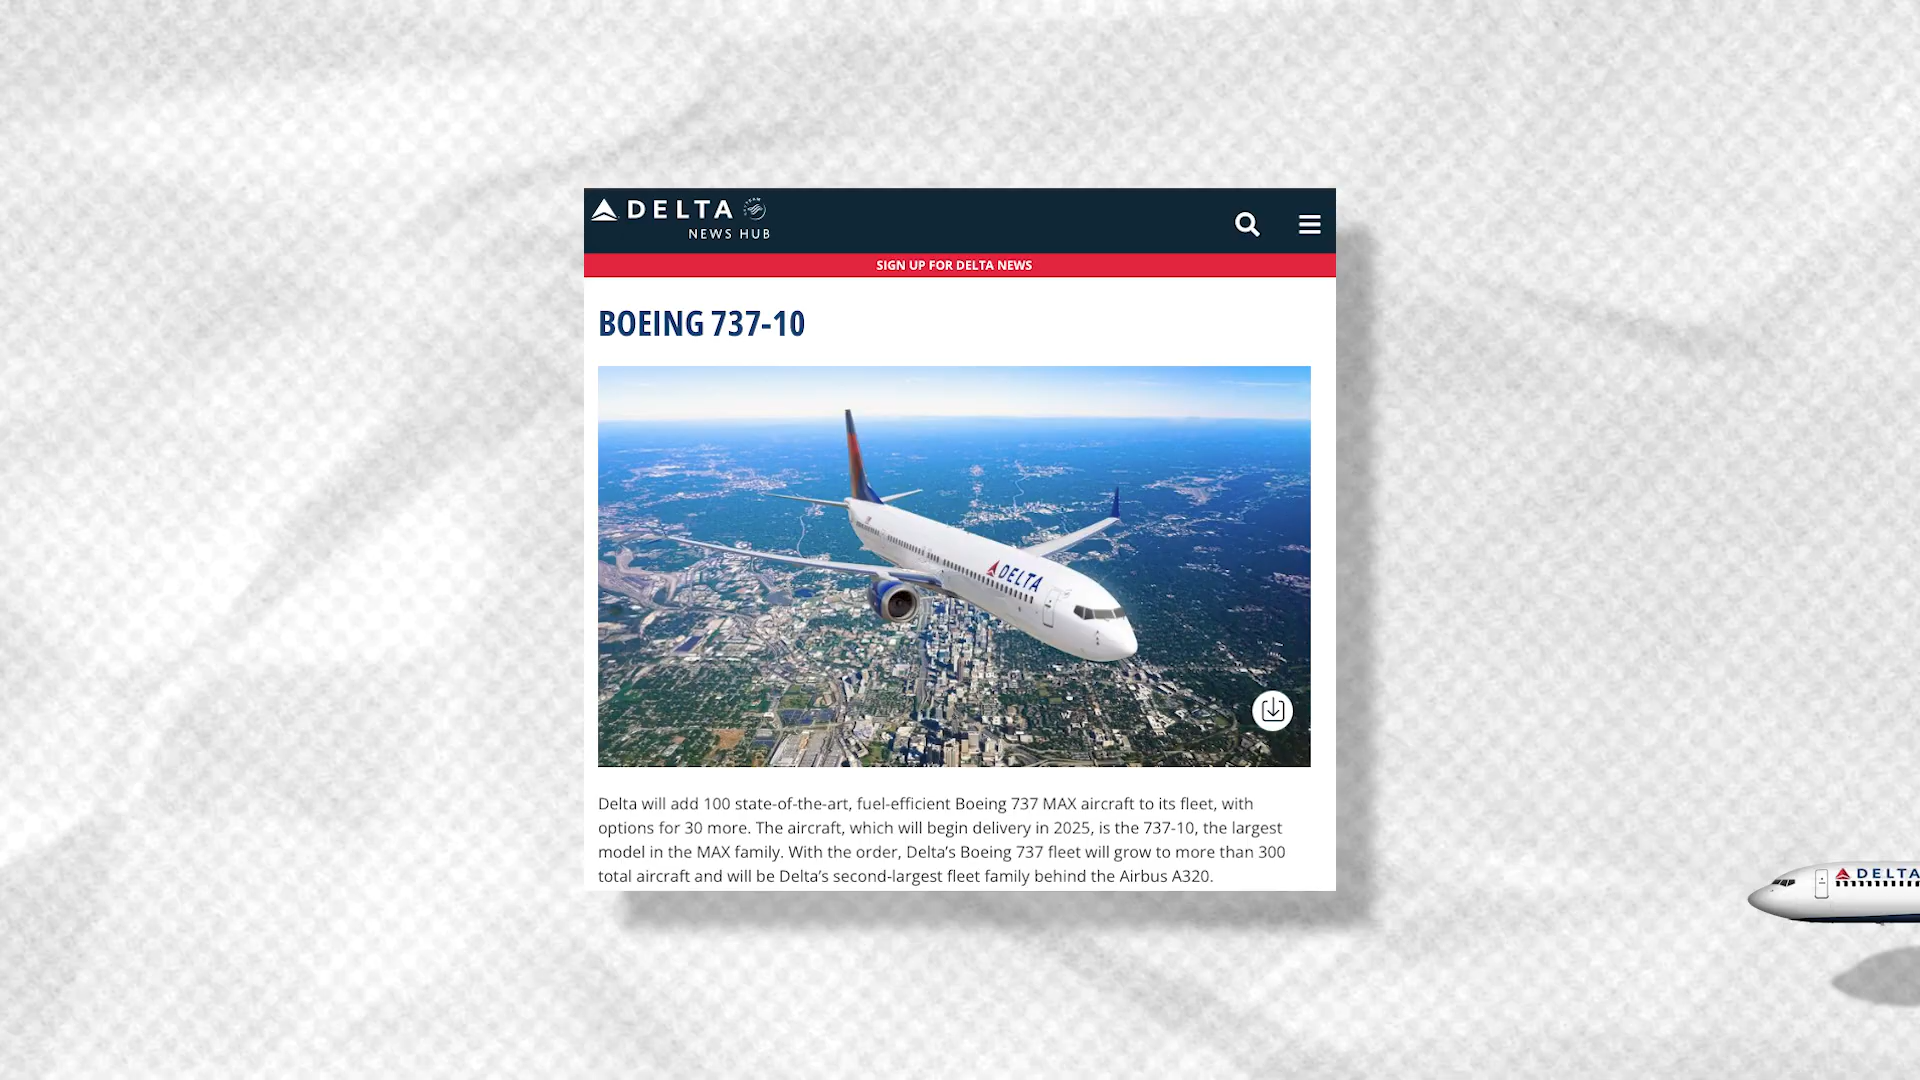 DELTA
NEWS HUB
SIGN UP FOR DELTA NEWS
BOEING 737-10
DELTA
Delta will add 100 state-of-the-art, fuel-efficient Boeing 737 MAX aircraft to its fleet, with
options for 30 more. The aircraft, which will begin delivery in 2025, is the 737-10, the largest
model in the MAX family. With the order, Delta’s Boeing 737 fleet will grow to more than 300
total aircraft and will be Delta’s second-largest fleet family behind the Airbus A320.
DELTA